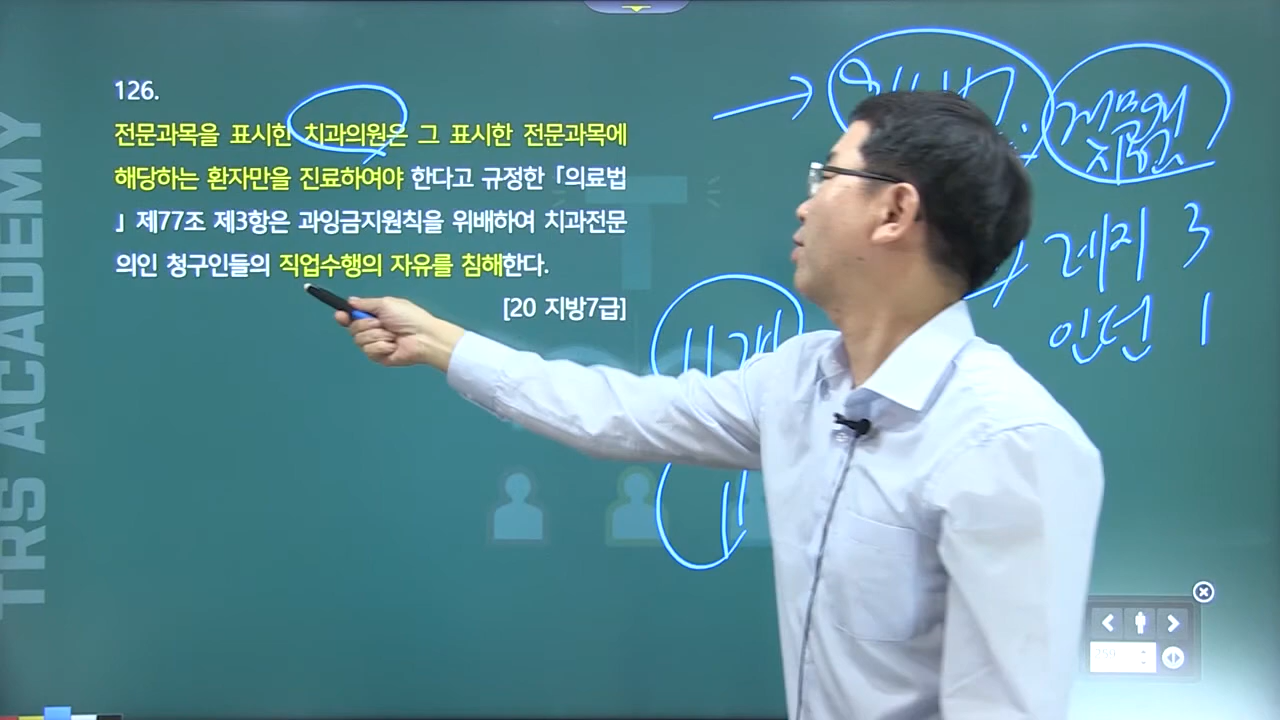 126.
전문과목을 표시한 치과의원은 그 표시한 전문과목에
해당하는 환자만을 진료하여야 한다고 규정한 「의료법
」 제77조 제3항은 과잉금지원칙을 위배하여 치과전문
의인 청구인들의 직업수행의 자유를 침해한다.
[20 지방7급]
레지 3
인턴 1
11개
TRS ACADEMY